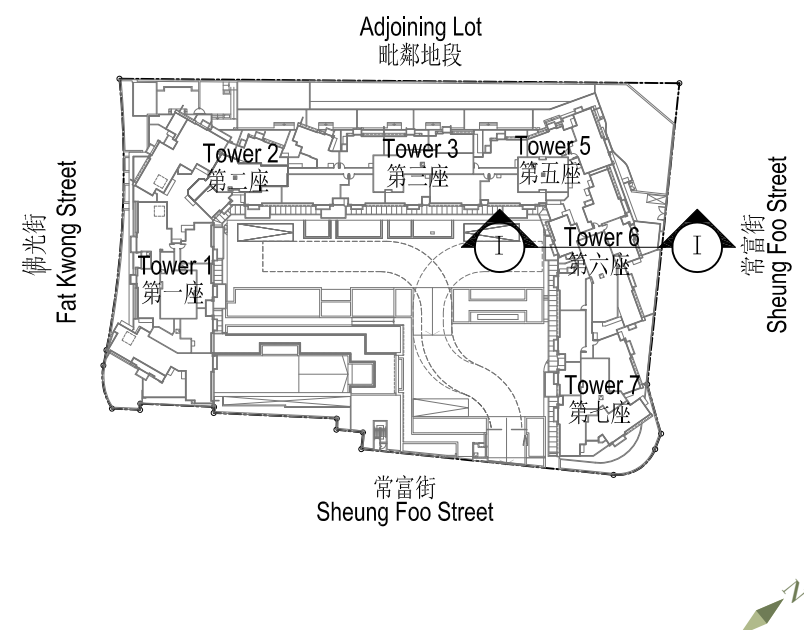 Adjoining Lot
毗鄰地段
Tower 2
第二座
Tower 3
第三座
Tower 5
第五座
佛光街
Fat Kwong Street
常富街
Sheung Foo Street
I
I
Tower 6
第六座
Tower 1
第一座
Tower 7
第七座
常富街
Sheung Foo Street
N